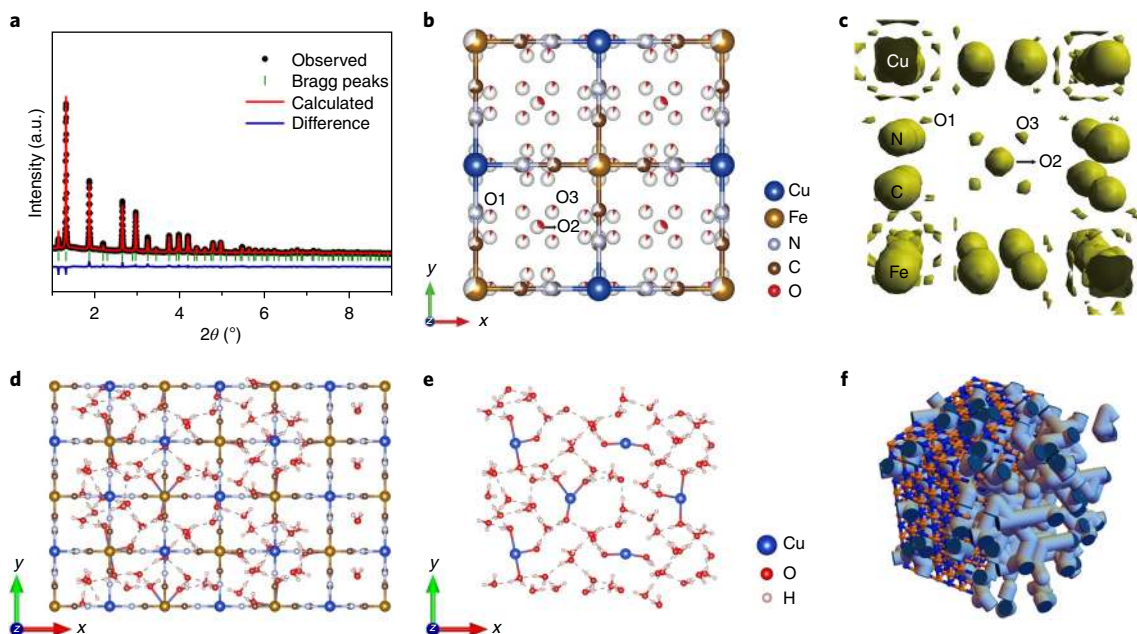 a
Observed
Bragg peaks
Calculated
Difference
Intensity (a.u.)
2 4 6 8
2θ (°)
b
O1 O3
O2
y
z
x
Cu
Fe
N
C
O
c
Cu
O1 O3
N
O2
C
Fe
d
y
z
x
e
y
z
x
Cu
O
H
f